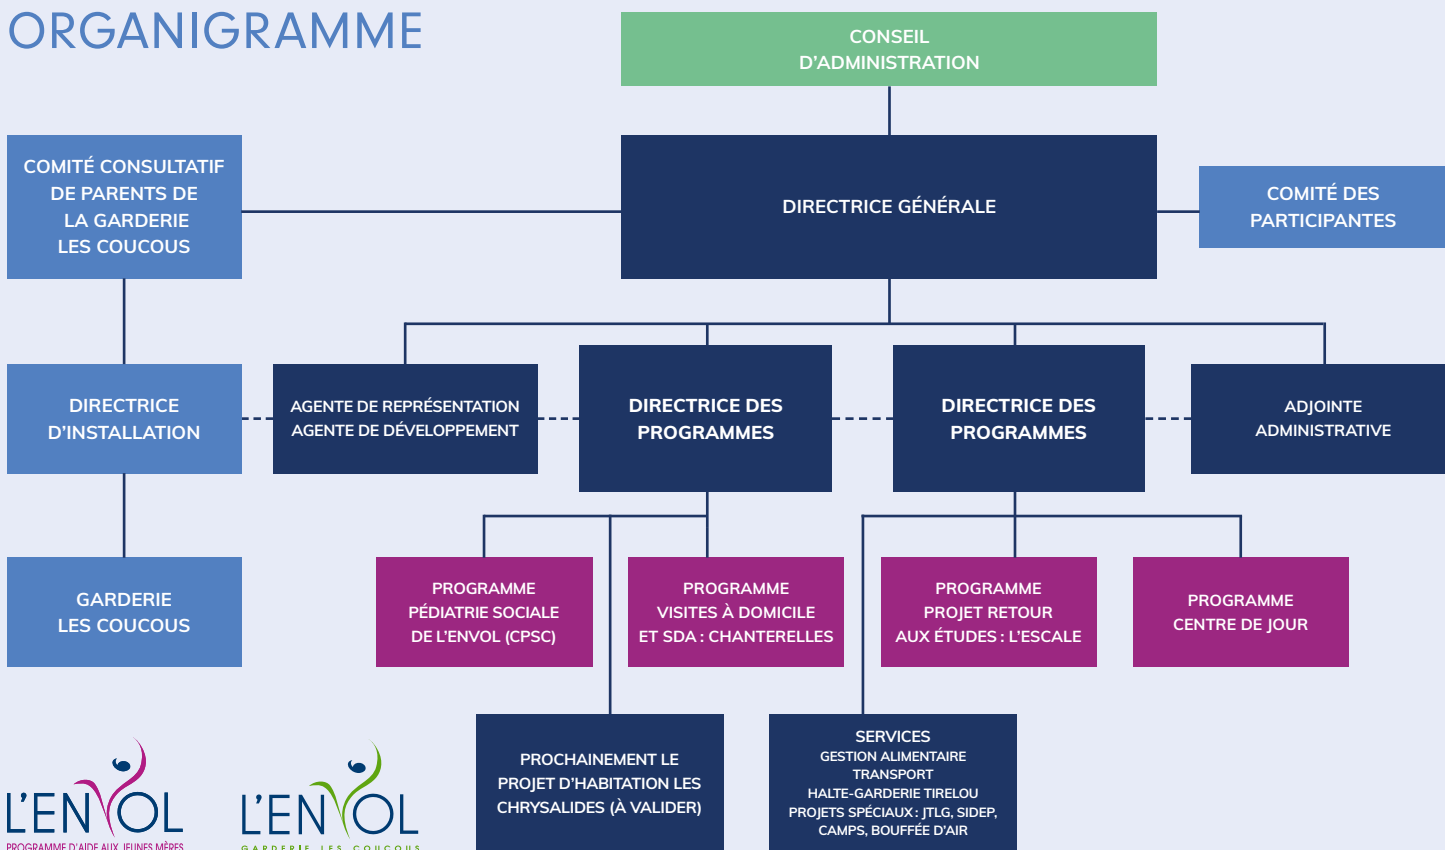 ORGANIGRAMME
CONSEIL
D'ADMINISTRATION
COMITÉ CONSULTATIF
DE PARENTS DE
LA GARDERIE
LES COUCOUS
DIRECTRICE GÉNÉRALE
COMITÉ DES
PARTICIPANTES
DIRECTRICE
D'INSTALLATION
AGENTE DE REPRÉSENTATION
AGENTE DE DÉVELOPPEMENT
DIRECTRICE DES
PROGRAMMES
DIRECTRICE DES
PROGRAMMES
ADJOINTE
ADMINISTRATIVE
GARDERIE
LES COUCOUS
PROGRAMME
PÉDIATRIE SOCIALE
DE L'ENVOL (CPSC)
PROGRAMME
VISITES À DOMICILE
ET SDA : CHANTERELLES
PROGRAMME
PROJET RETOUR
AUX ÉTUDES : L'ESCALE
PROGRAMME
CENTRE DE JOUR
PROCHAINEMENT LE
PROJET D'HABITATION LES
CHRYSALIDES (À VALIDER)
SERVICES
GESTION ALIMENTAIRE
TRANSPORT
HALTE-GARDERIE TIRELOU
PROJETS SPÉCIAUX : JTLG, SIDEP,
CAMPS, BOUFFÉE D'AIR
L'ENVOL
PROGRAMME D'AIDE AUX JEUNES MÈRES
L'ENVOL
GARDERIE LES COUCOUS